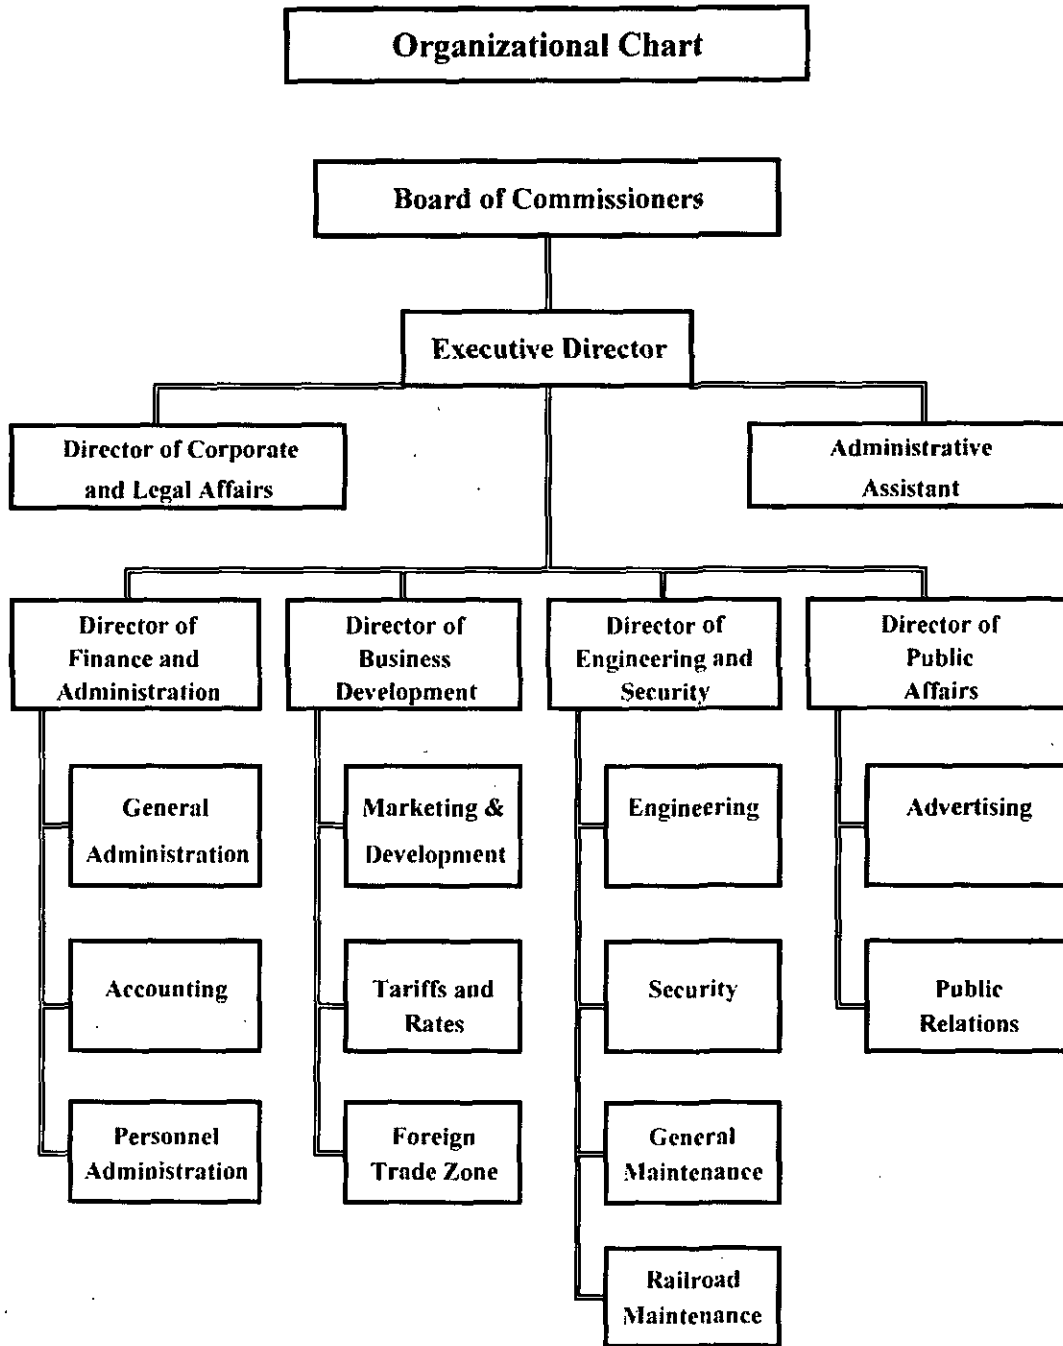 Organizational Chart
Board of Commissioners
Executive Director
Director of Corporate
and Legal Affairs
Administrative
Assistant
Director of
Finance and
Administration
Director of
Business
Development
Director of
Engineering and
Security
Director of
Public
Affairs
General
Administration
Marketing &
Development
Engineering
Advertising
Accounting
Tariffs and
Rates
Security
Public
Relations
Personnel
Administration
Foreign
Trade Zone
General
Maintenance
Railroad
Maintenance